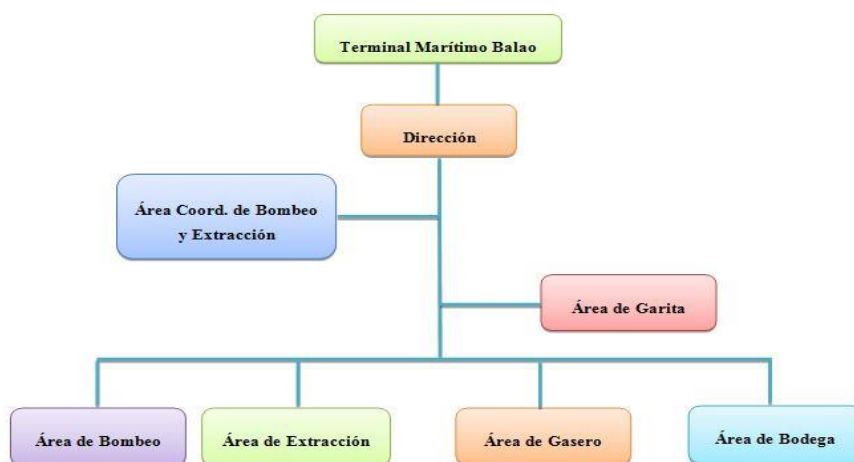 Terminal Marítimo Balao
Dirección
Área Coord. de Bombeo
y Extracción
Área de Garita
Área de Bombeo
Área de Extracción
Área de Gasero
Área de Bodega